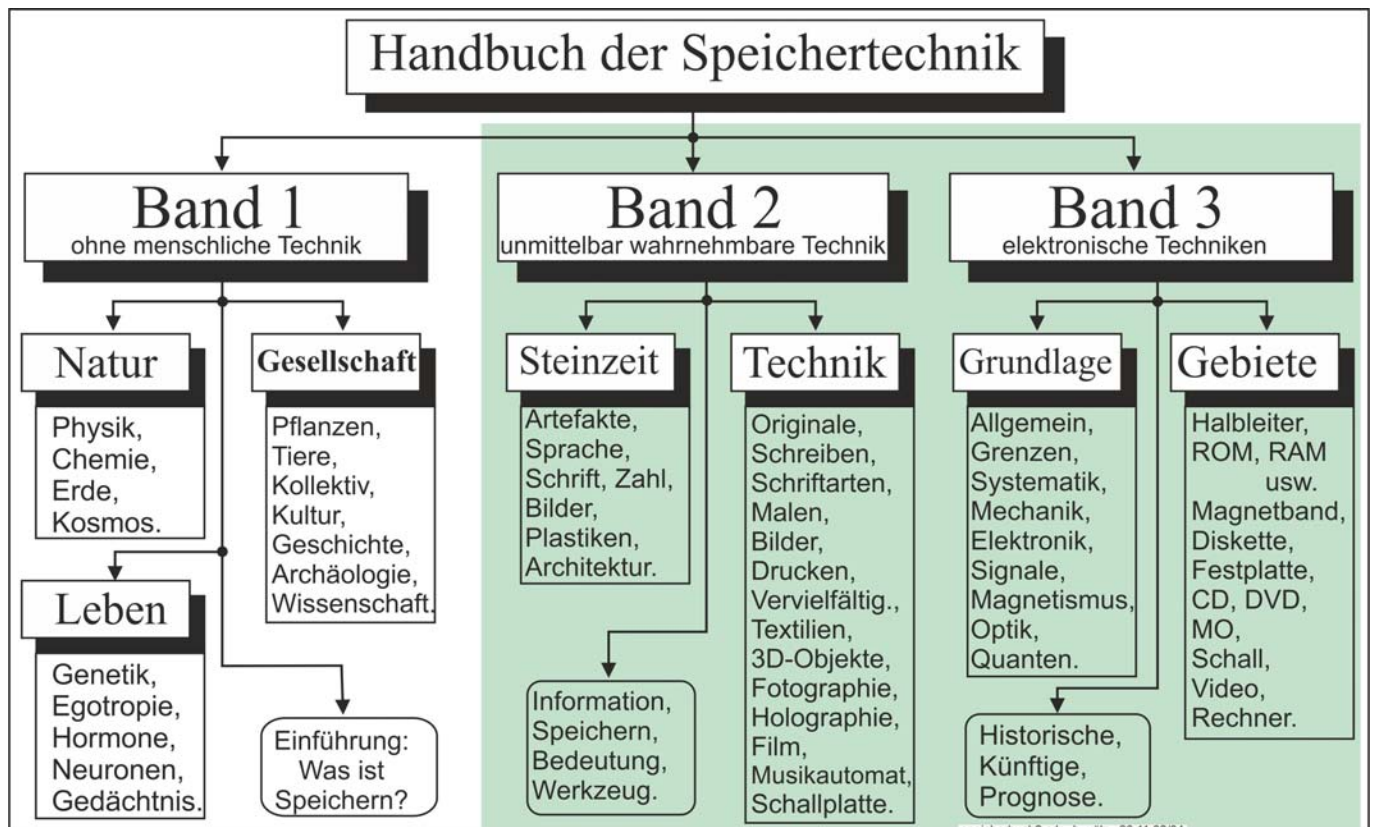 Handbuch der Speichertechnik
Band 1
ohne menschliche Technik
Band 2
unmittelbar wahrnehmbare Technik
Band 3
elektronische Techniken
Natur
Physik,
Chemie,
Erde,
Kosmos.
Leben
Genetik,
Egotropie,
Hormone,
Neuronen,
Gedächtnis.
Gesellschaft
Pflanzen,
Tiere,
Kollektiv,
Kultur,
Geschichte,
Archäologie,
Wissenschaft.
Einführung:
Was ist
Speichern?
Steinzeit
Artefakte,
Sprache,
Schrift, Zahl,
Bilder,
Plastiken,
Architektur.
Information,
Speichern,
Bedeutung,
Werkzeug.
Technik
Originale,
Schreiben,
Schriftarten,
Malen,
Bilder,
Drucken,
Vervielfältig.,
Textilien,
3D-Objekte,
Fotographie,
Holographie,
Film,
Musikautomat,
Schallplatte.
Grundlage
Allgemein,
Grenzen,
Systematik,
Mechanik,
Elektronik,
Signale,
Magnetismus,
Optik,
Quanten.
Historische,
Künftige,
Prognose.
Gebiete
Halbleiter,
ROM, RAM
usw.
Magnetband,
Diskette,
Festplatte,
CD, DVD,
MO,
Schall,
Video,
Rechner.